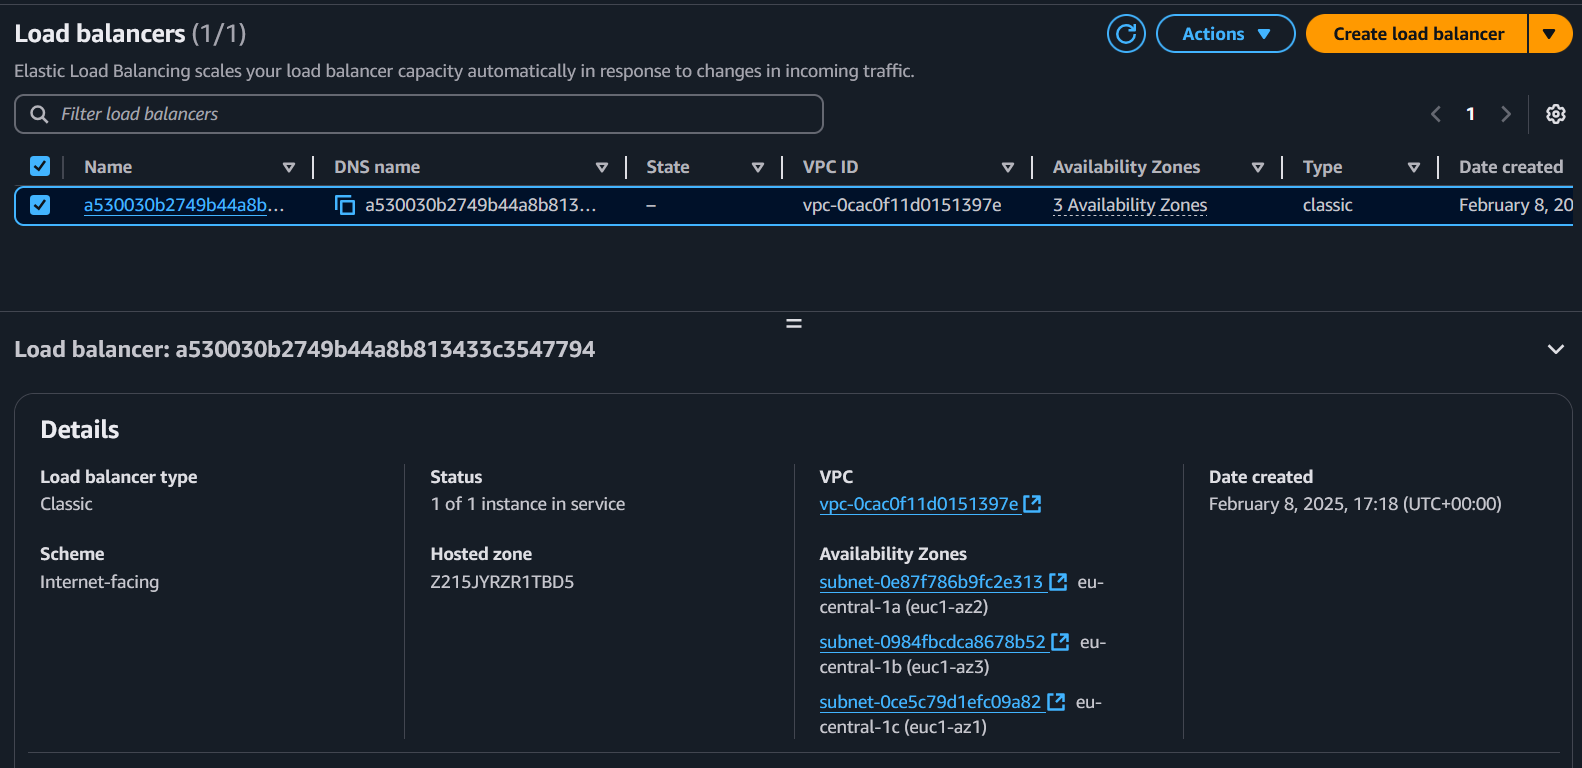 Load balancers (1/1)
Actions
Create load balancer
Elastic Load Balancing scales your load balancer capacity automatically in response to changes in incoming traffic.
Filter load balancers
1
Name DNS name State VPC ID Availability Zones Type Date created
a530030b2749b44a8b... a530030b2749b44a8b813... – vpc-0cac0f11d0151397e 3 Availability Zones classic February 8, 20
Load balancer: a530030b2749b44a8b813433c3547794
Details
Load balancer type
Classic
Scheme
Internet-facing
Status
1 of 1 instance in service
Hosted zone
Z215JYRZR1TBD5
VPC
vpc-0cac0f11d0151397e
Availability Zones
subnet-0e87f786b9fc2e313 eu-
central-1a (euc1-az2)
subnet-0984fbcdca8678b52 eu-
central-1b (euc1-az3)
subnet-0ce5c79d1efc09a82 eu-
central-1c (euc1-az1)
Date created
February 8, 2025, 17:18 (UTC+00:00)